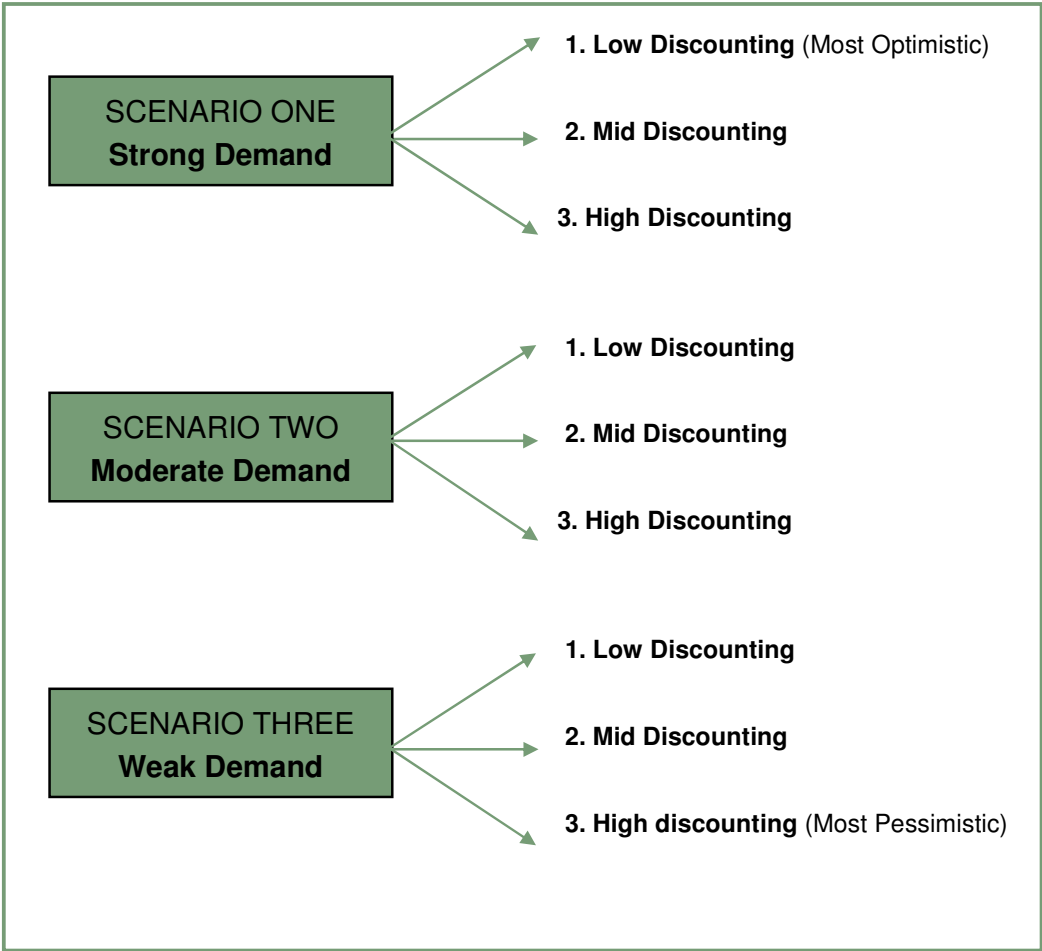 SCENARIO ONE
Strong Demand
1. Low Discounting (Most Optimistic)
2. Mid Discounting
3. High Discounting
SCENARIO TWO
Moderate Demand
1. Low Discounting
2. Mid Discounting
3. High Discounting
SCENARIO THREE
Weak Demand
1. Low Discounting
2. Mid Discounting
3. High discounting (Most Pessimistic)